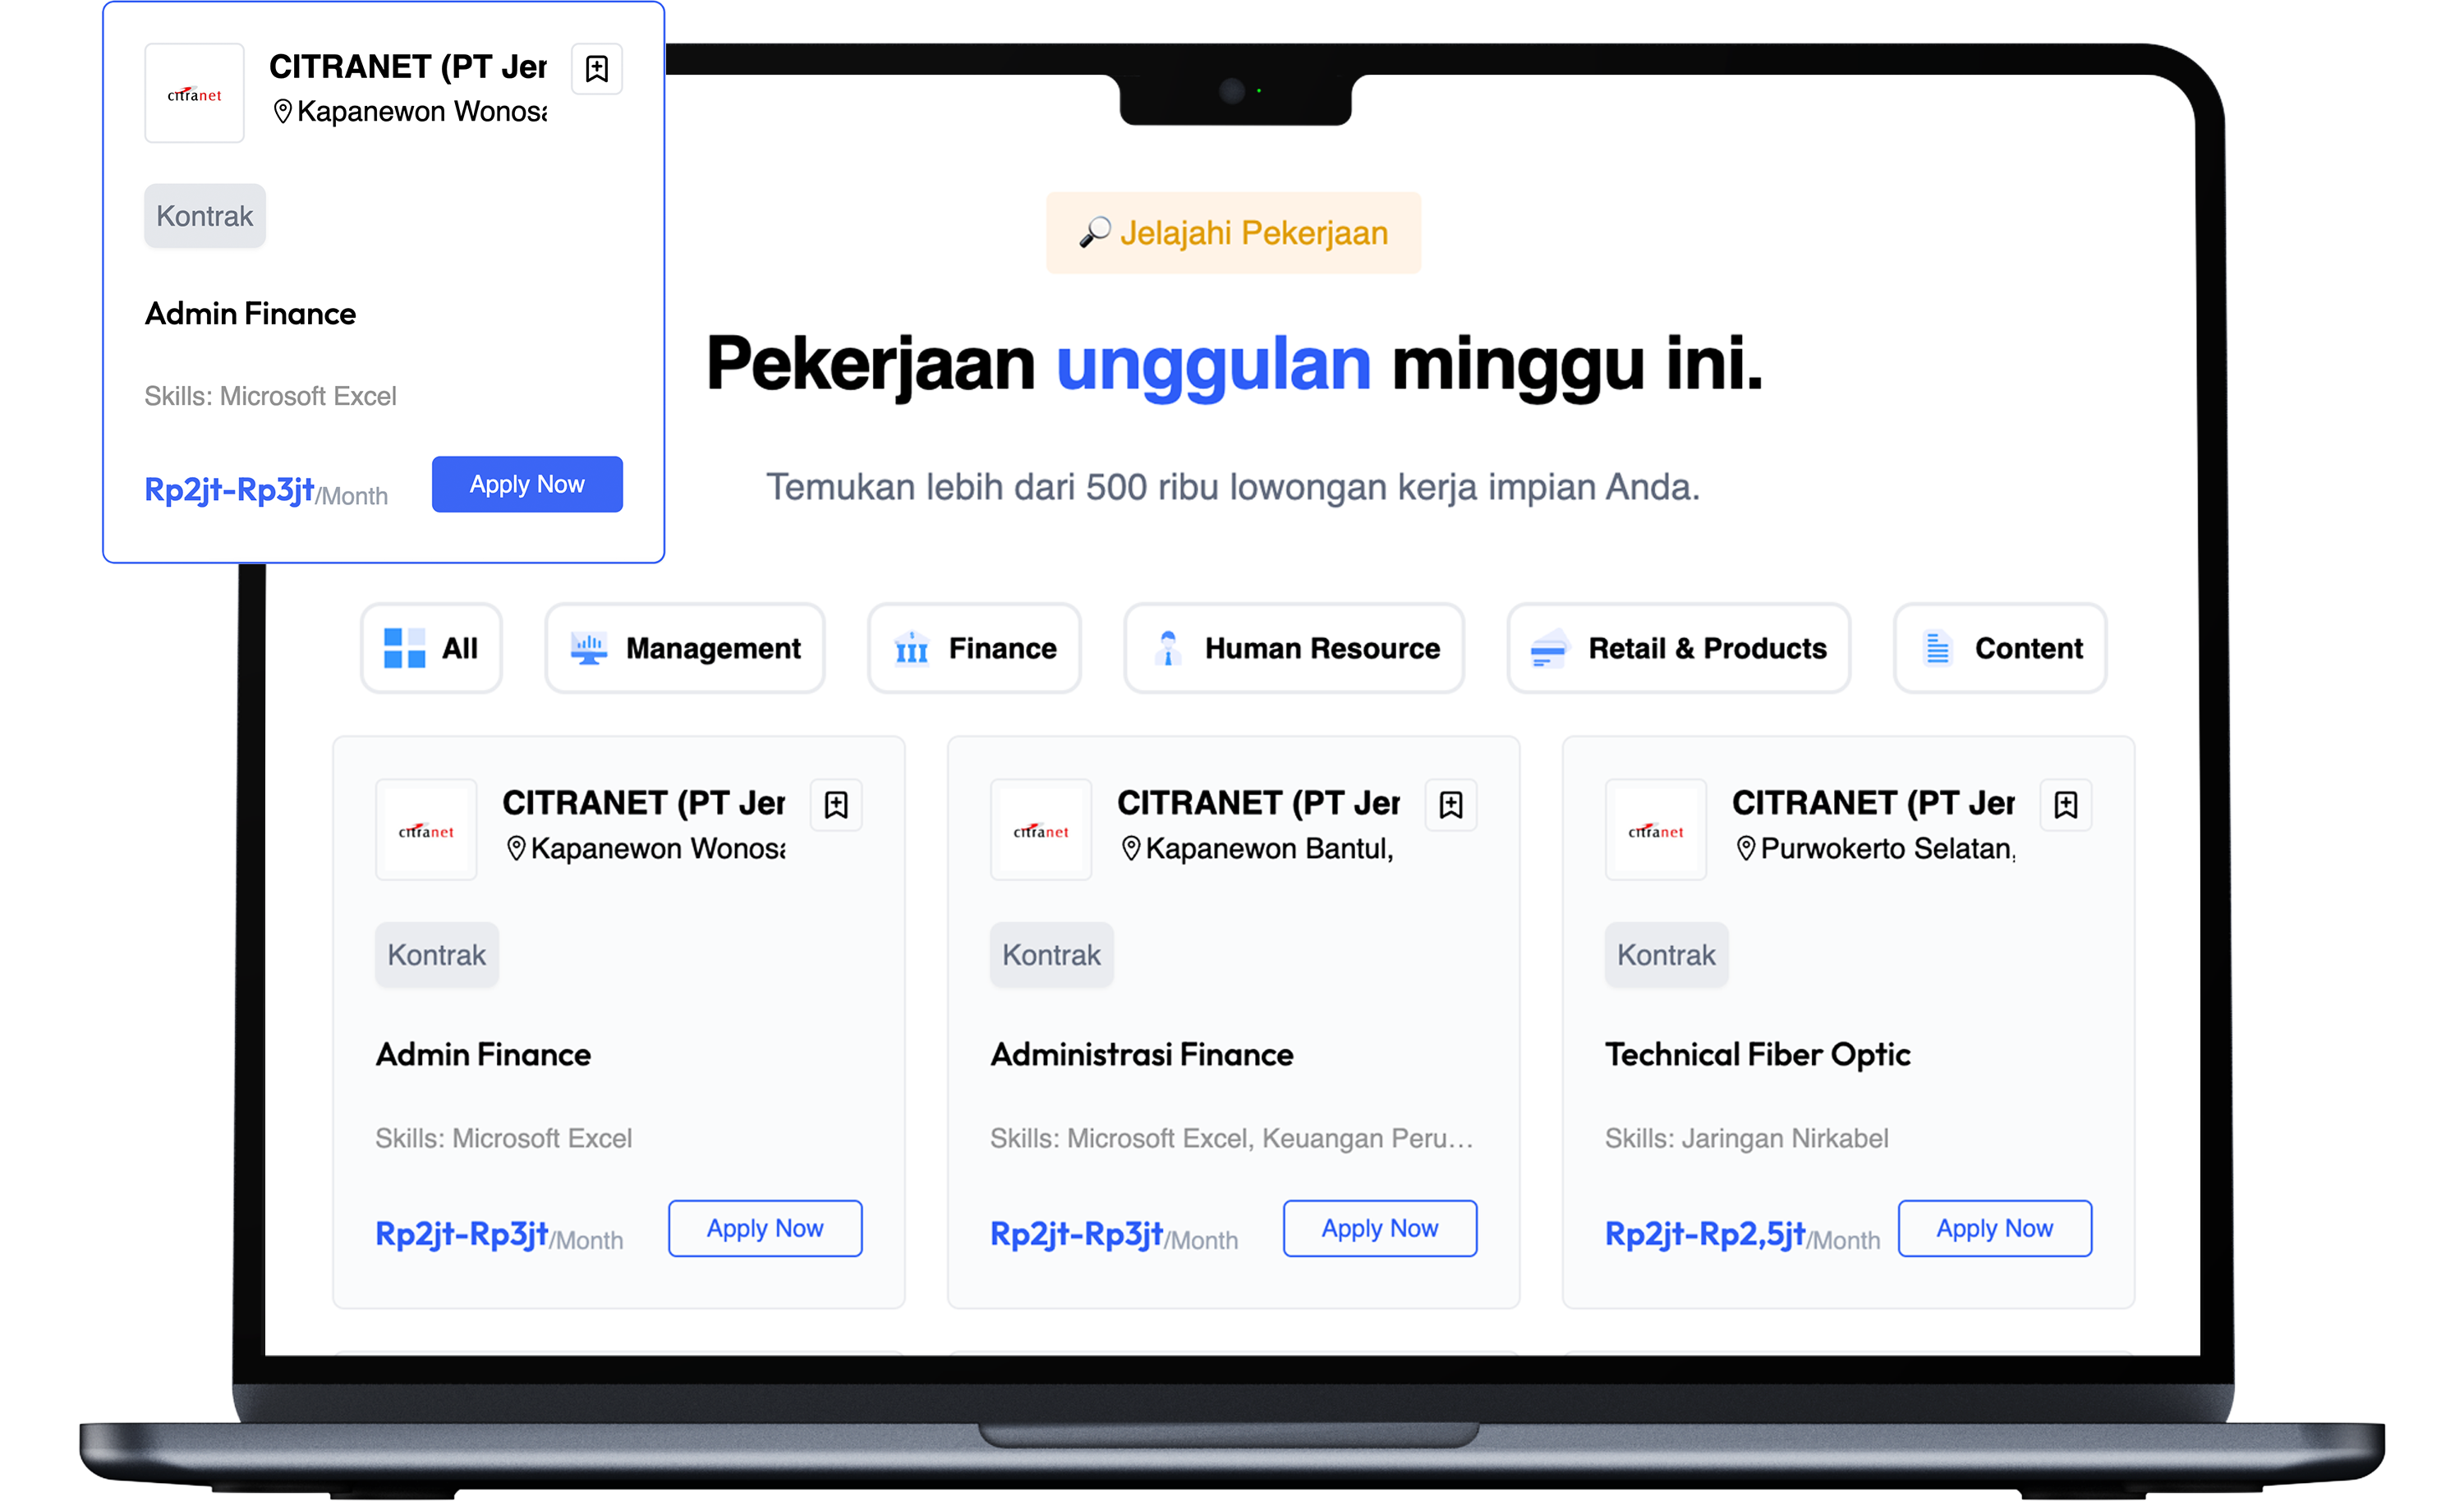 citranet
CITRANET (PT Jer
Kapanewon Wonosa
Kontrak
Admin Finance
Skills: Microsoft Excel
Rp2jt-Rp3jt/Month
Apply Now
Jelajahi Pekerjaan
Pekerjaan unggulan minggu ini.
Temukan lebih dari 500 ribu lowongan kerja impian Anda.
All
Management
Finance
Human Resource
Retail & Products
Content
citranet
CITRANET (PT Jer
Kapanewon Wonosa
Kontrak
Admin Finance
Skills: Microsoft Excel
Rp2jt-Rp3jt/Month
Apply Now
citranet
CITRANET (PT Jer
Kapanewon Bantul,
Kontrak
Administrasi Finance
Skills: Microsoft Excel, Keuangan Peru...
Rp2jt-Rp3jt/Month
Apply Now
citranet
CITRANET (PT Jer
Purwokerto Selatan,
Kontrak
Technical Fiber Optic
Skills: Jaringan Nirkabel
Rp2jt-Rp2,5jt/Month
Apply Now